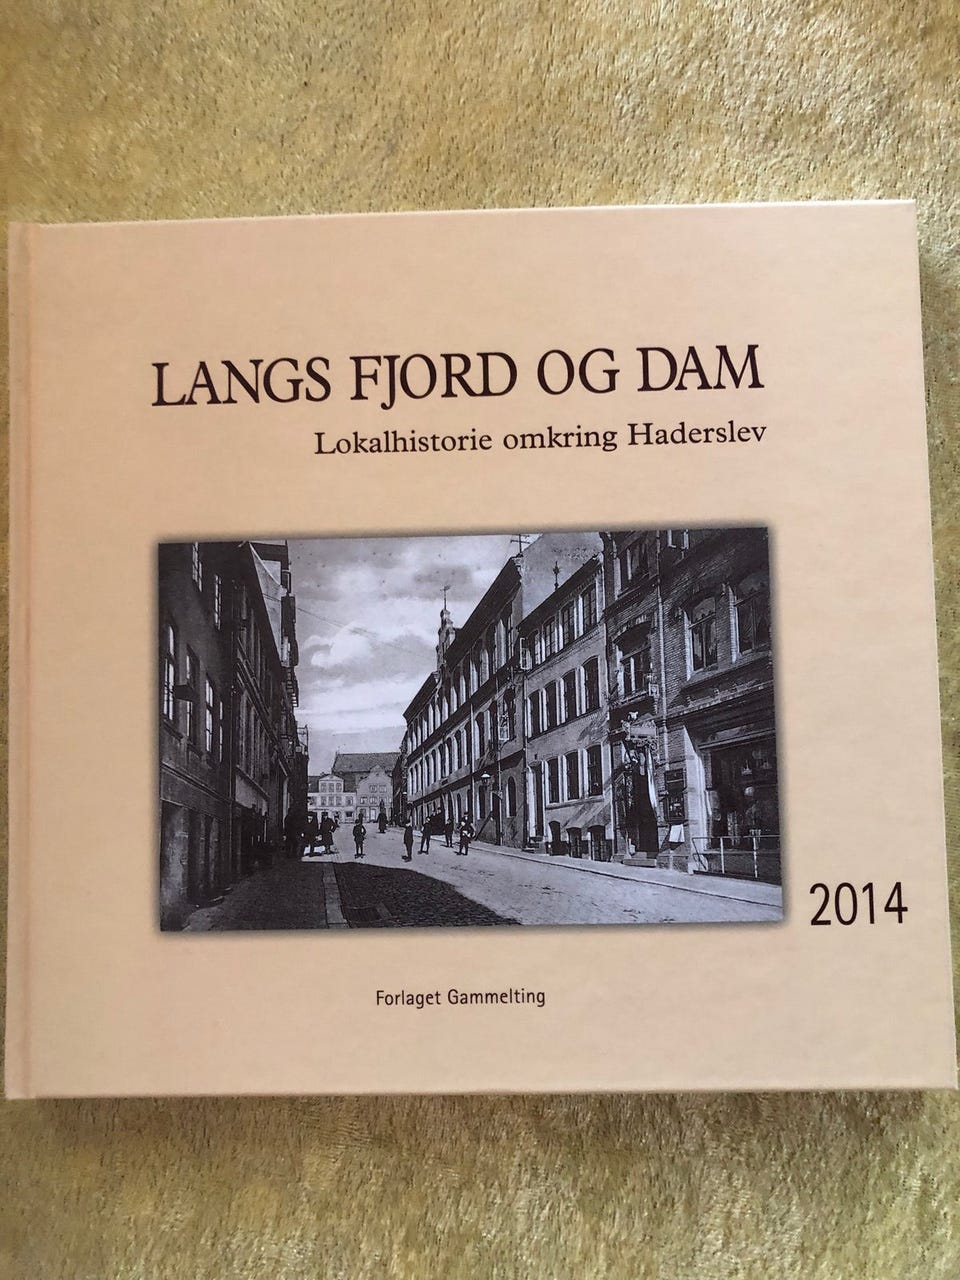 LANGS FJORD OG DAM
Lokalhistorie omkring Haderslev
2014
Forlaget Gammelting